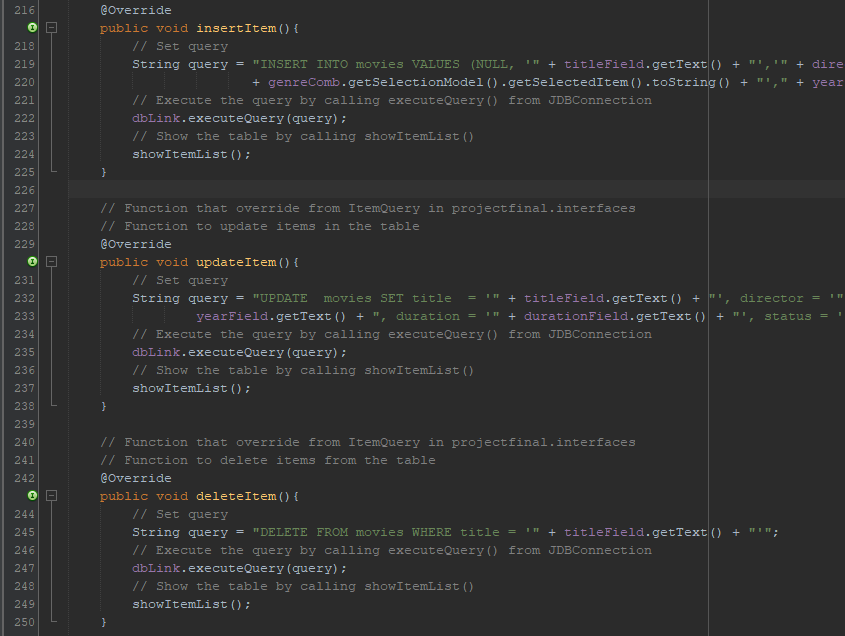 216 @Override
public void insertItem(){
218 // Set query
219 String query = "INSERT INTO movies VALUES (NULL, '" + titleField.getText() + "','" + dire
220 + genreComb.getSelectionModel().getSelectedItem().toString() + "'," + year
221 // Execute the query by calling executeQuery() from JDBConnection
222 dbLink.executeQuery(query);
223 // Show the table by calling showItemList()
224 showItemList();
225 }
226
227 // Function that override from ItemQuery in projectfinal.interfaces
228 // Function to update items in the table
229 @Override
public void updateItem(){
231 // Set query
232 String query = "UPDATE  movies SET title  = '" + titleField.getText() + "', director = '"
233 yearField.getText() + ", duration = '" + durationField.getText() + "', status = '
234 // Execute the query by calling executeQuery() from JDBConnection
235 dbLink.executeQuery(query);
236 // Show the table by calling showItemList()
237 showItemList();
238 }
239
240 // Function that override from ItemQuery in projectfinal.interfaces
241 // Function to delete items from the table
242 @Override
public void deleteItem(){
244 // Set query
245 String query = "DELETE FROM movies WHERE title = '" + titleField.getText() + "'";
246 // Execute the query by calling executeQuery() from JDBConnection
247 dbLink.executeQuery(query);
248 // Show the table by calling showItemList()
249 showItemList();
250 }